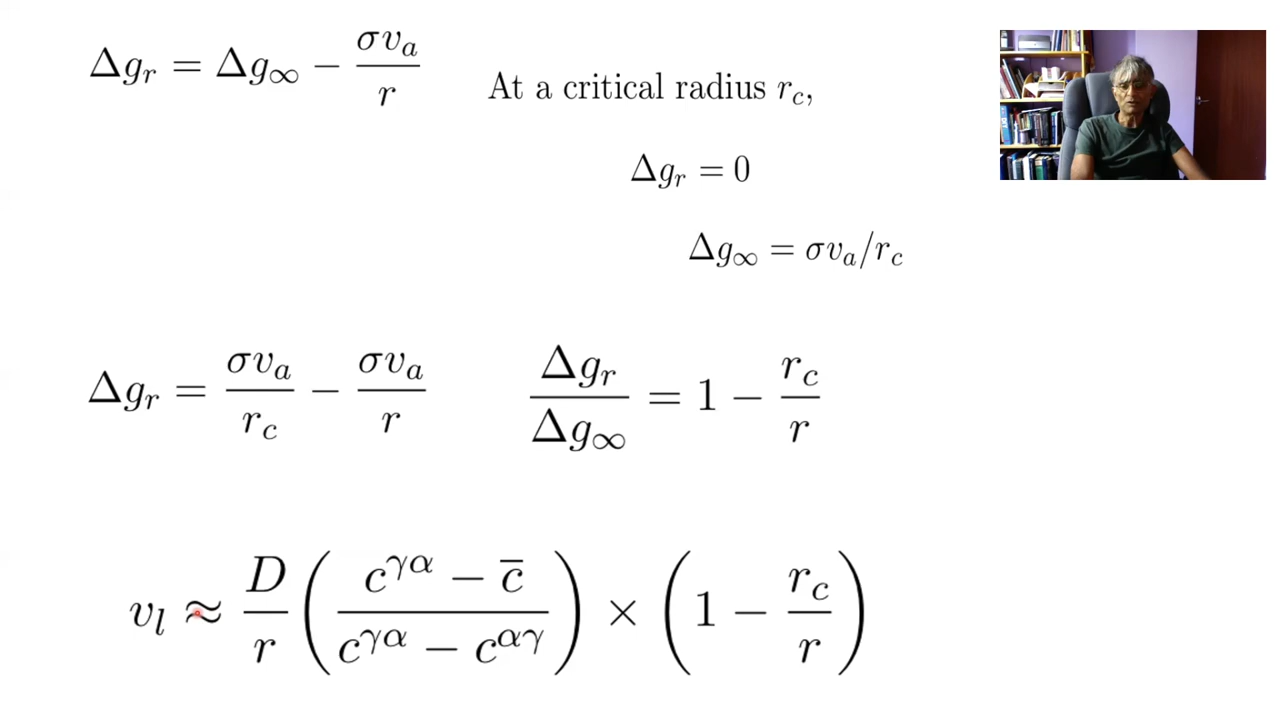 Δg_r = Δg_∞ − σv_a / r
At a critical radius r_c,
Δg_r = 0
Δg_∞ = σv_a/r_c
Δg_r = σv_a / r_c − σv_a / r
Δg_r / Δg_∞ = 1 − r_c / r
v_l ≈ D / r ( (c^{γα} − c̅) / (c^{γα} − c^{αγ}) ) × ( 1 − r_c / r )